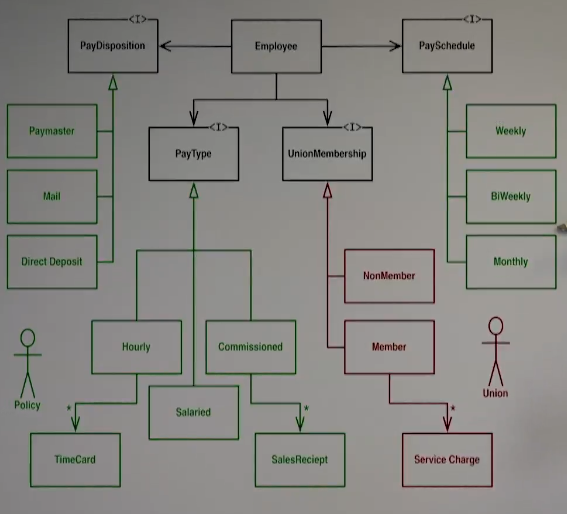 <I>
<I>
PayDisposition
Employee
PaySchedule
<I>
<I>
Paymaster
PayType
UnionMembership
Weekly
Mail
BiWeekly
Direct Deposit
Monthly
NonMember
Hourly
Commissioned
Member
Policy
Union
*
Salaried
*
*
TimeCard
SalesReciept
Service Charge